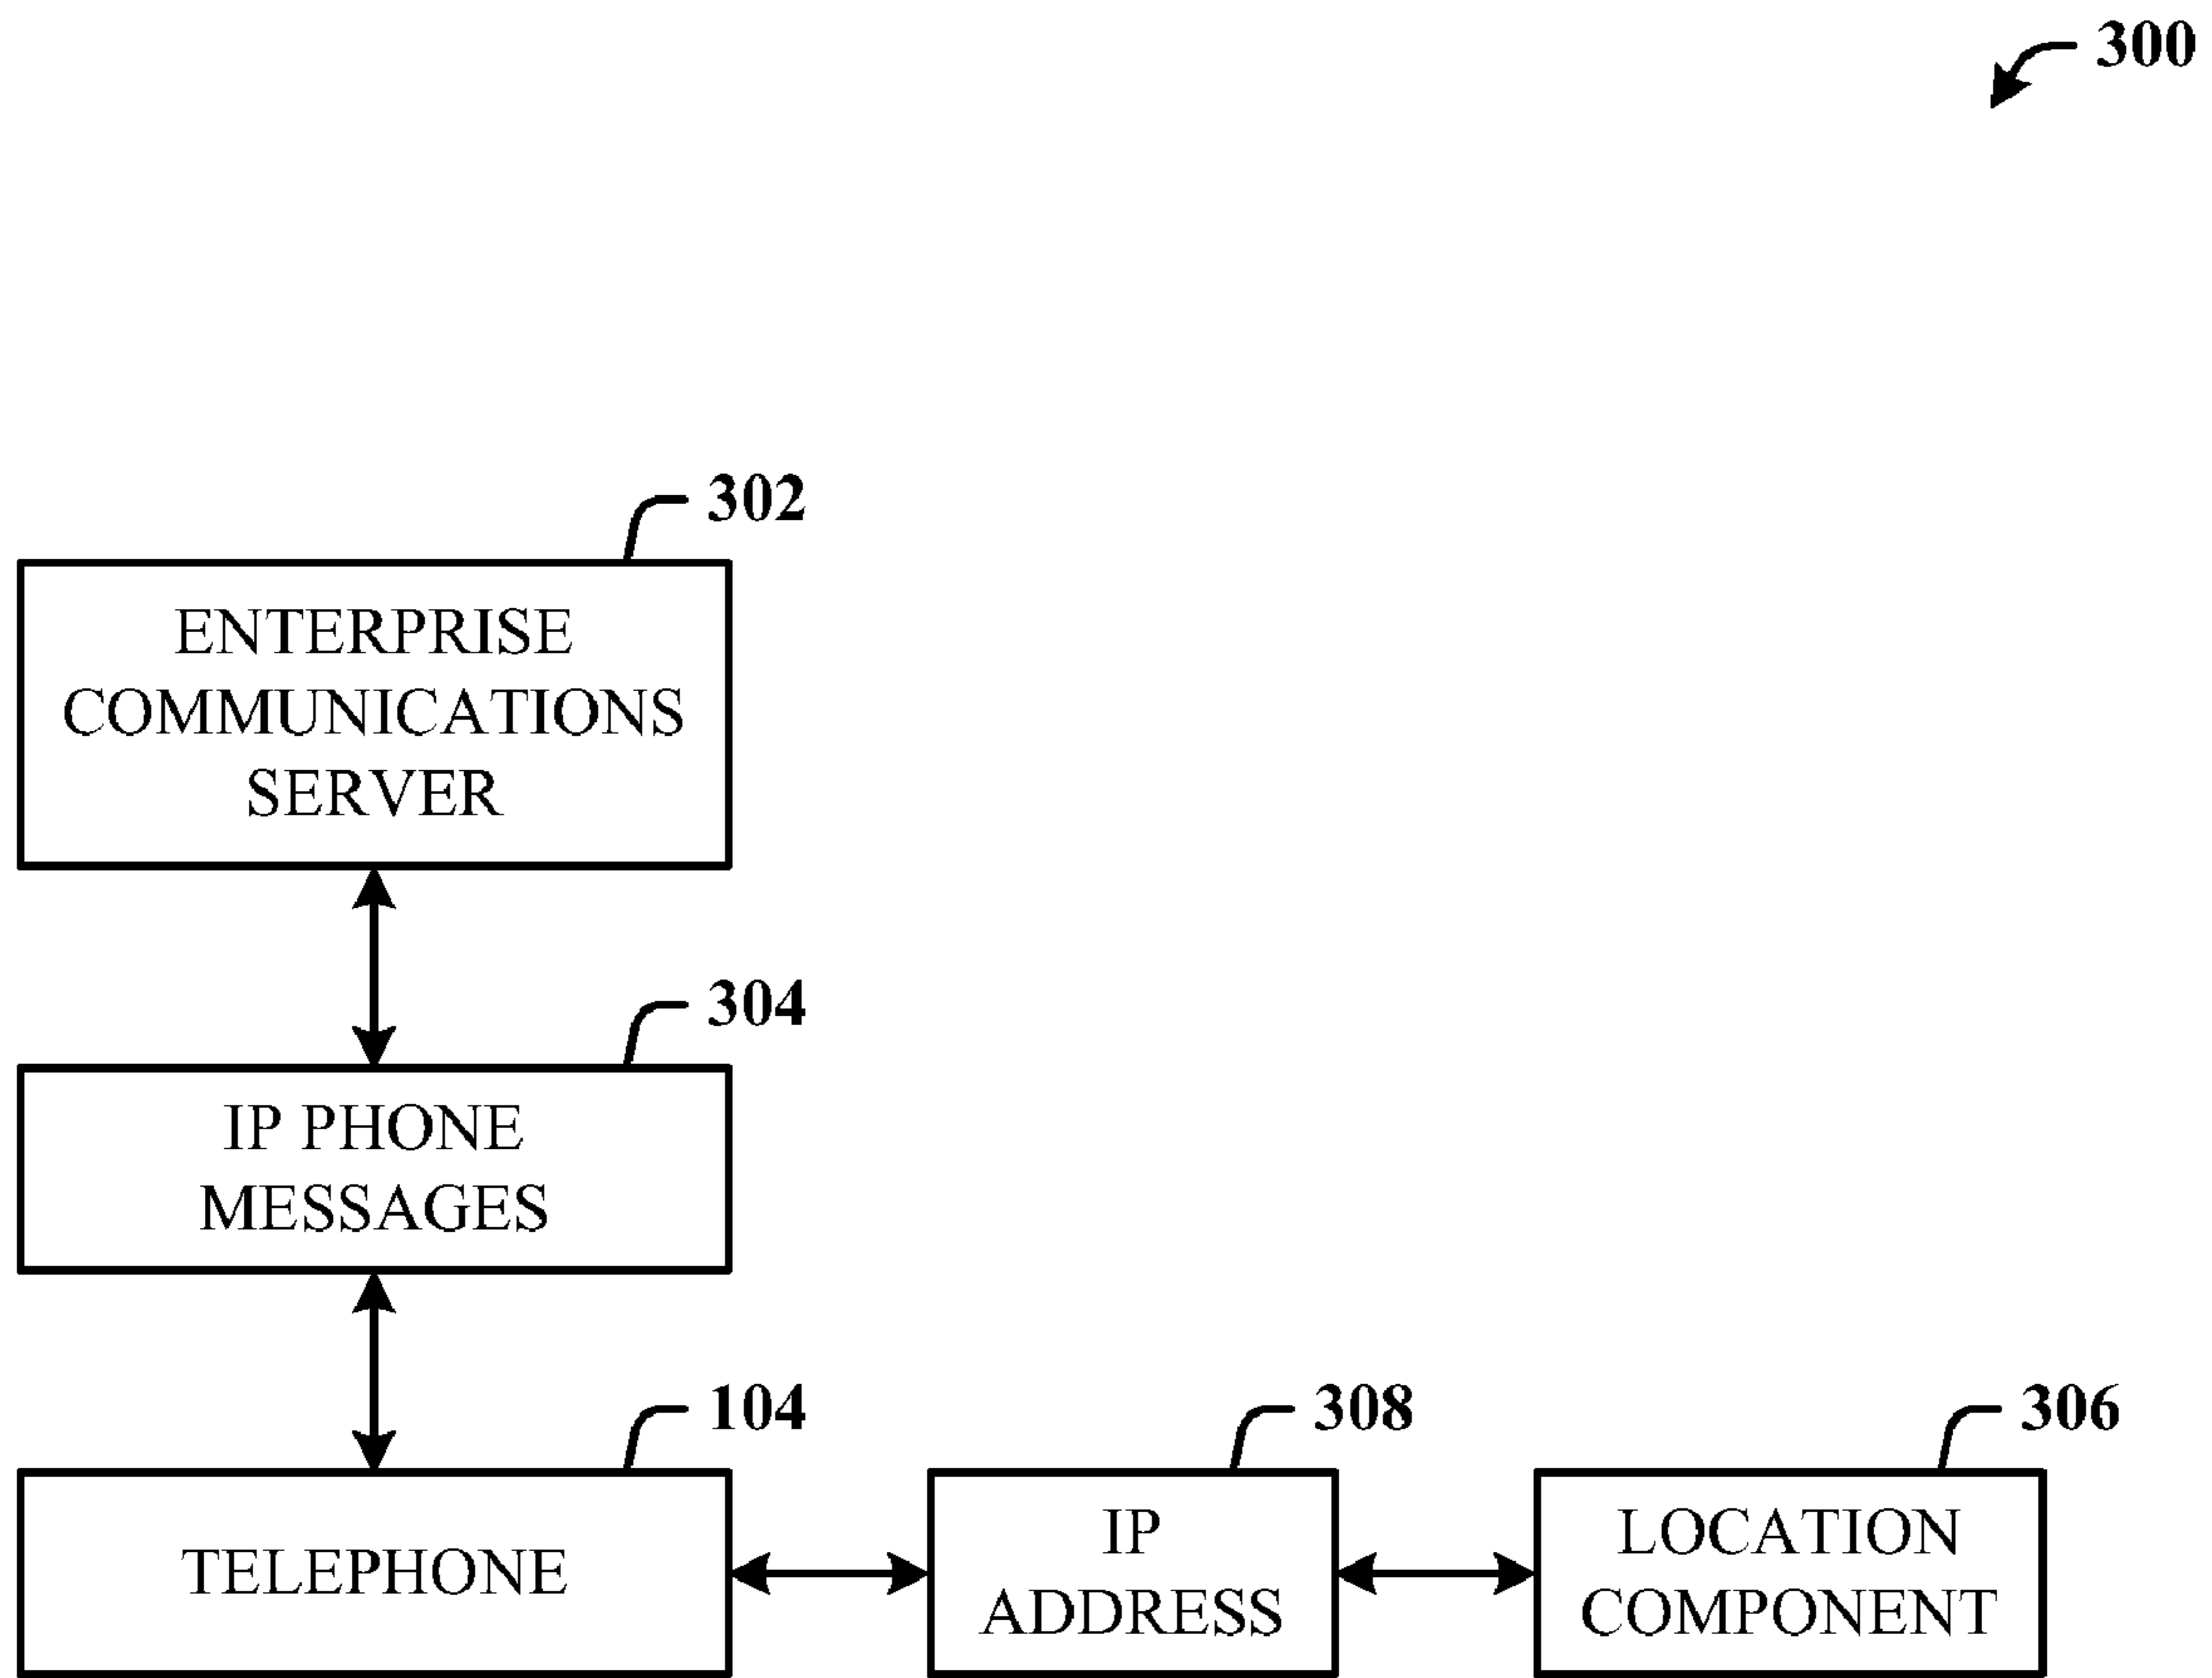 300
302
ENTERPRISE
COMMUNICATIONS
SERVER
304
IP PHONE
MESSAGES
104
TELEPHONE
308
IP
ADDRESS
306
LOCATION
COMPONENT